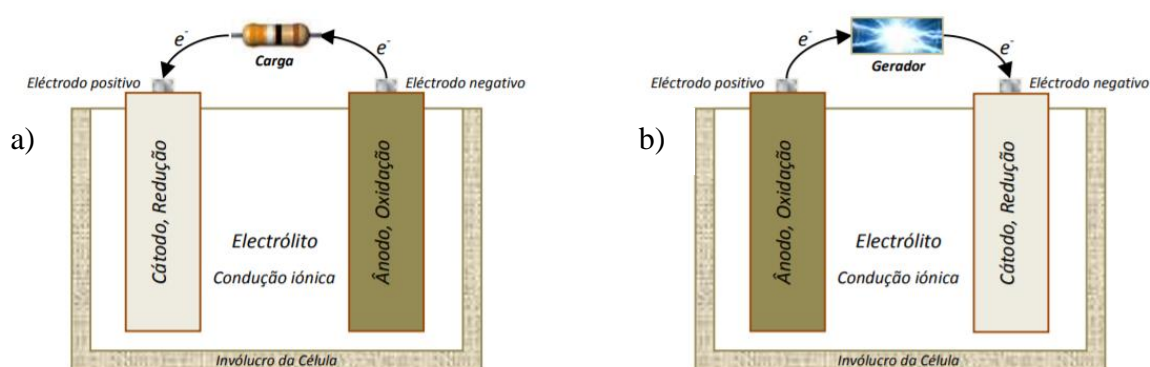 a)
e-
Carga
e-
Eléctrodo positivo
Eléctrodo negativo
Cátodo, Redução
Ânodo, Oxidação
Electrólito
Condução iónica
Invólucro da Célula
b)
e-
Gerador
e-
Eléctrodo positivo
Eléctrodo negativo
Ânodo, Oxidação
Cátodo, Redução
Electrólito
Condução iónica
Invólucro da Célula